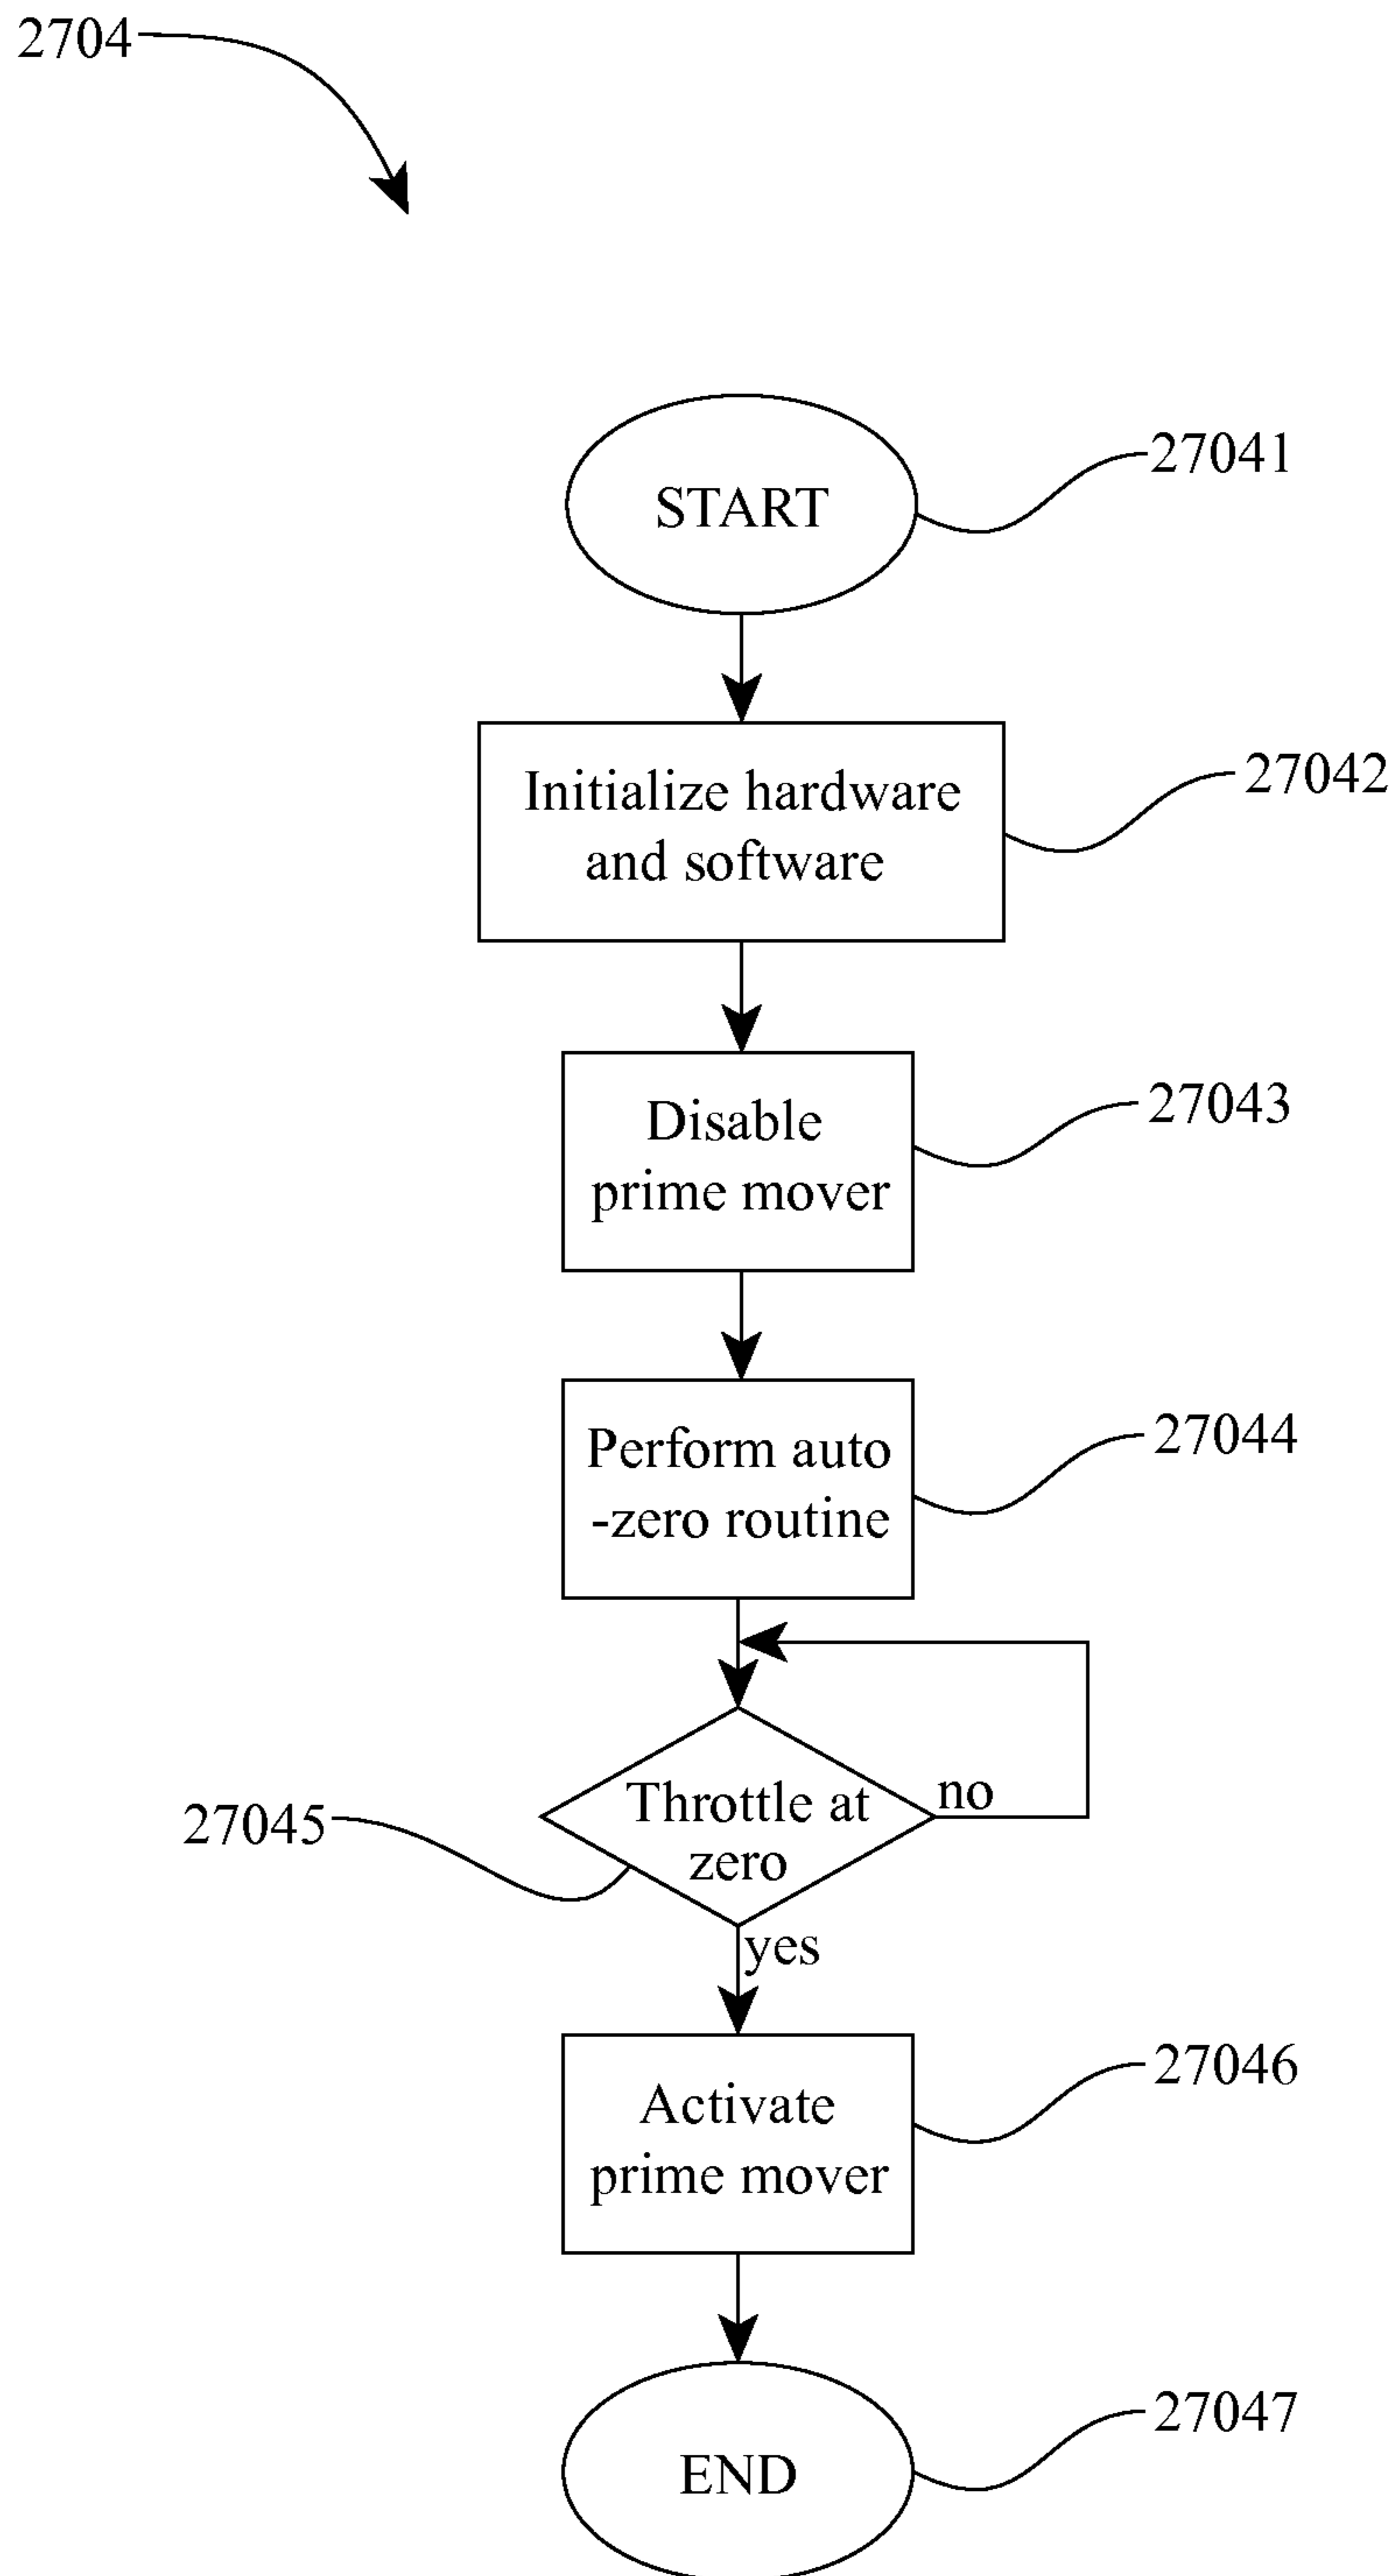 2704
START
27041
Initialize hardware
and software
27042
Disable
prime mover
27043
Perform auto
-zero routine
27044
Throttle at
zero
no
27045
yes
Activate
prime mover
27046
END
27047